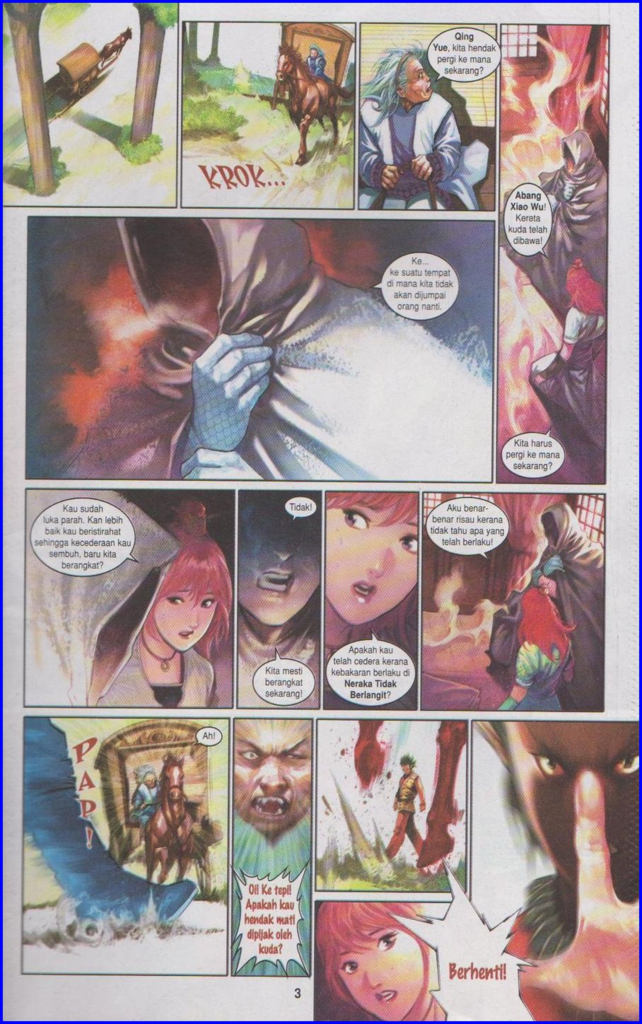 KROK...
Qing
Yue, kita hendak
pergi ke mana
sekarang?
Abang
Xiao Wu!
Kereta
kuda telah
dibawa!
Kita harus
pergi ke mana
sekarang?
Ke...
ke suatu tempat
di mana kita tidak
akan dijumpai
orang nanti.
Kau sudah
luka parah. Kan lebih
baik kau beristirahat
sehingga kecederaan kau
sembuh, baru kita
berangkat?
Tidak!
Kita mesti
berangkat
sekarang!
Apakah kau
telah cedera kerana
kebakaran berlaku di
Neraka Tidak
Berlangit?
Aku benar-
benar risau kerana
tidak tahu apa yang
telah berlaku!
PAP!
Ah!
Oi! Ke tepi!
Apakah kau
hendak mati
dipijak oleh
kuda?
Berhenti!
3